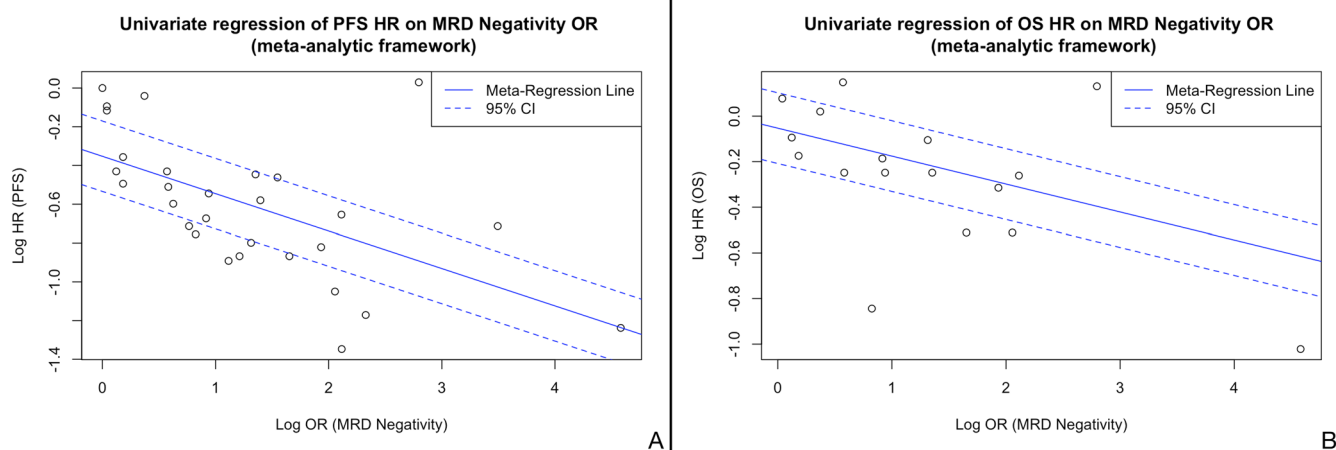 Univariate regression of PFS HR on MRD Negativity OR
(meta-analytic framework)
Meta-Regression Line
95% CI
Log HR (PFS)
0.0
-0.2
-0.6
-1.0
-1.4
0 1 2 3 4
Log OR (MRD Negativity)
A
Univariate regression of OS HR on MRD Negativity OR
(meta-analytic framework)
Meta-Regression Line
95% CI
Log HR (OS)
0.0
-0.2
-0.4
-0.6
-0.8
-1.0
0 1 2 3 4
Log OR (MRD Negativity)
B